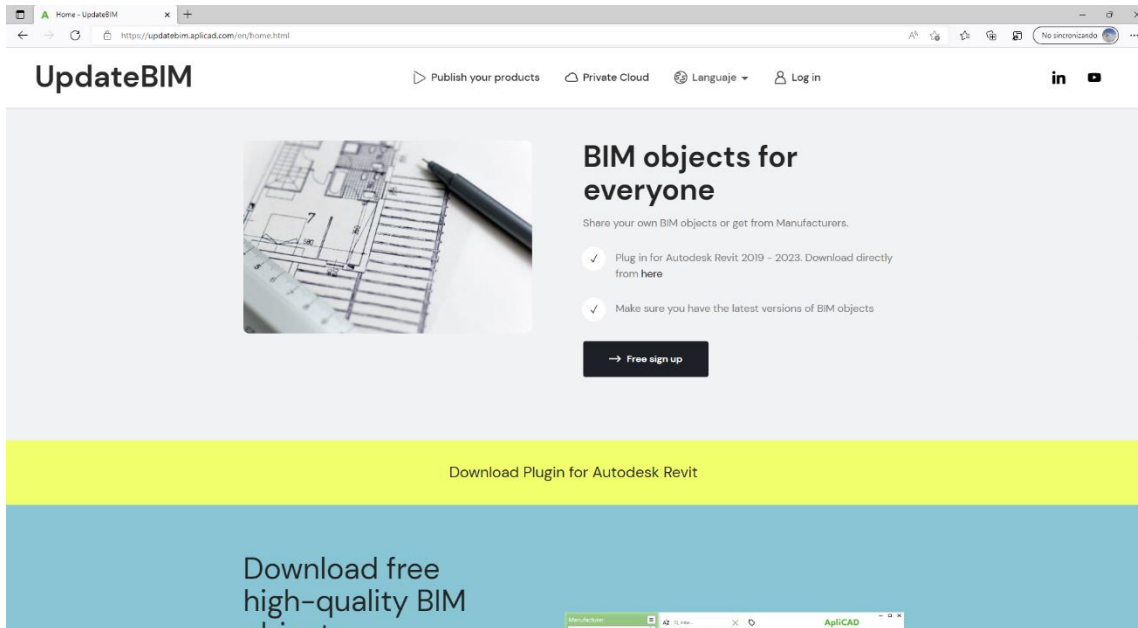 Home - UpdateBIM
https://updatebim.aplicad.com/en/home.html
No sincronizando
UpdateBIM
Publish your products
Private Cloud
Languaje
Log in
in
BIM objects for
everyone
Share your own BIM objects or get from Manufacturers.
Plug in for Autodesk Revit 2019 - 2023. Download directly
from here
Make sure you have the latest versions of BIM objects
Free sign up
7
Download Plugin for Autodesk Revit
Download free
high-quality BIM
Manufacturer:
ApliCAD